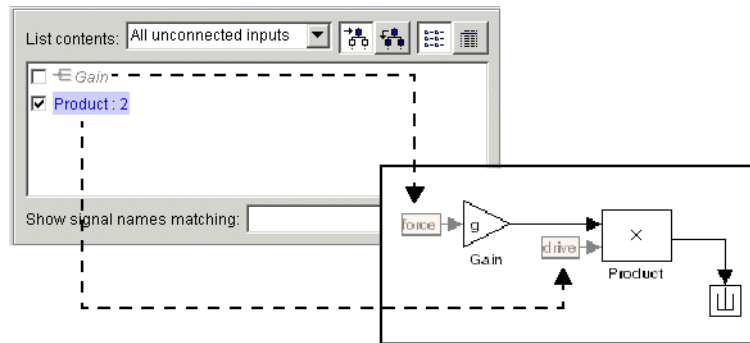 List contents: All unconnected inputs
Gain
Product : 2
Show signal names matching:
force
g
Gain
drive
×
Product